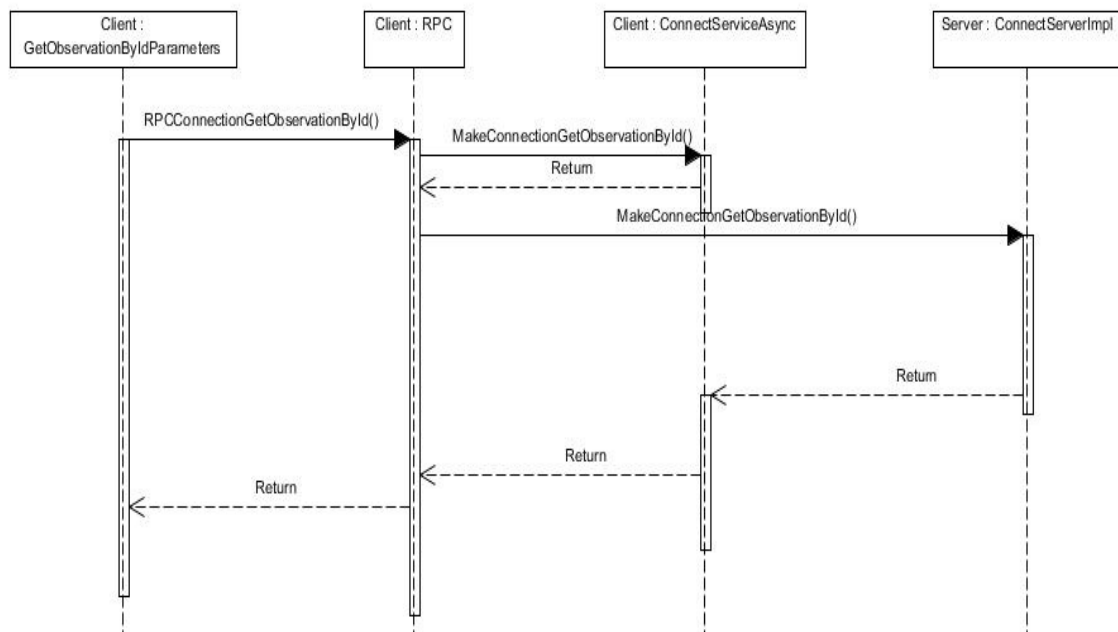 Client :
GetObservationByIdParameters
Client : RPC
Client : ConnectServiceAsync
Server : ConnectServerImpl
RPCConnectionGetObservationById()
MakeConnectionGetObservationById()
Return
MakeConnectionGetObservationById()
Return
Return
Return